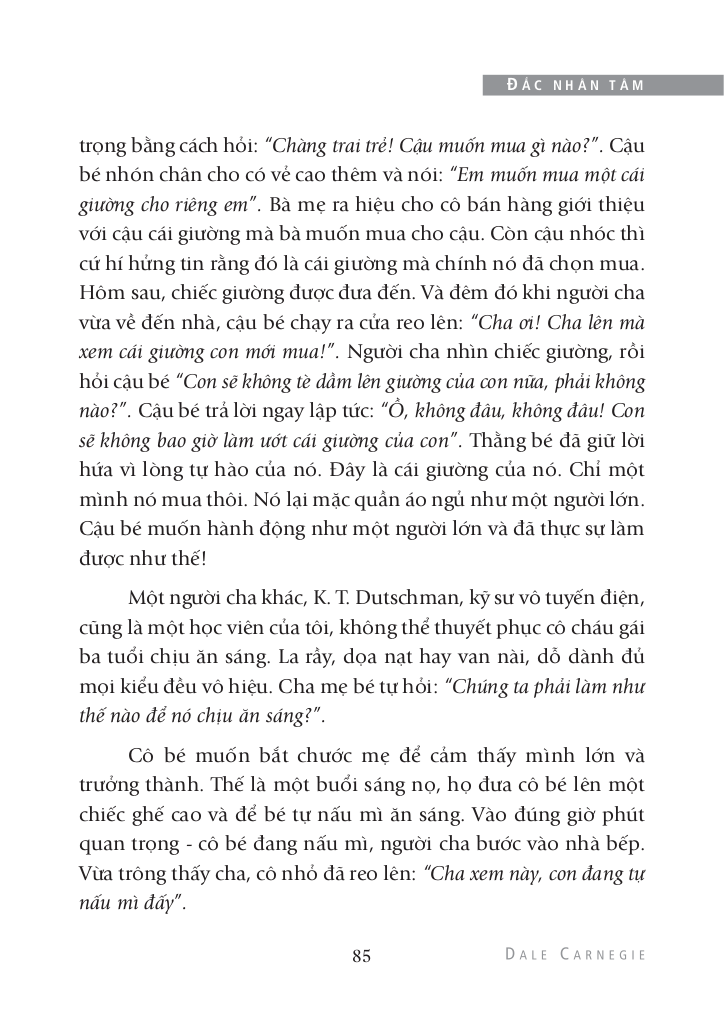 ĐẮC NHÂN TÂM
trọng bằng cách hỏi: “Chàng trai trẻ! Cậu muốn mua gì nào?”. Cậu
bé nhón chân cho có vẻ cao thêm và nói: “Em muốn mua một cái
giường cho riêng em”. Bà mẹ ra hiệu cho cô bán hàng giới thiệu
với cậu cái giường mà bà muốn mua cho cậu. Còn cậu nhóc thì
cứ hí hửng tin rằng đó là cái giường mà chính nó đã chọn mua.
Hôm sau, chiếc giường được đưa đến. Và đêm đó khi người cha
vừa về đến nhà, cậu bé chạy ra cửa reo lên: “Cha ơi! Cha lên mà
xem cái giường con mới mua!”. Người cha nhìn chiếc giường, rồi
hỏi cậu bé “Con sẽ không tè dầm lên giường của con nữa, phải không
nào?”. Cậu bé trả lời ngay lập tức: “Ồ, không đâu, không đâu! Con
sẽ không bao giờ làm ướt cái giường của con”. Thằng bé đã giữ lời
hứa vì lòng tự hào của nó. Đây là cái giường của nó. Chỉ một
mình nó mua thôi. Nó lại mặc quần áo ngủ như một người lớn.
Cậu bé muốn hành động như một người lớn và đã thực sự làm
được như thế!
Một người cha khác, K. T. Dutschman, kỹ sư vô tuyến điện,
cũng là một học viên của tôi, không thể thuyết phục cô cháu gái
ba tuổi chịu ăn sáng. La rầy, dọa nạt hay van nài, dỗ dành đủ
mọi kiểu đều vô hiệu. Cha mẹ bé tự hỏi: “Chúng ta phải làm như
thế nào để nó chịu ăn sáng?”.
Cô bé muốn bắt chước mẹ để cảm thấy mình lớn và
trưởng thành. Thế là một buổi sáng nọ, họ đưa cô bé lên một
chiếc ghế cao và để bé tự nấu mì ăn sáng. Vào đúng giờ phút
quan trọng - cô bé đang nấu mì, người cha bước vào nhà bếp.
Vừa trông thấy cha, cô nhỏ đã reo lên: “Cha xem này, con đang tự
nấu mì đấy”.
85
DALE CARNEGIE